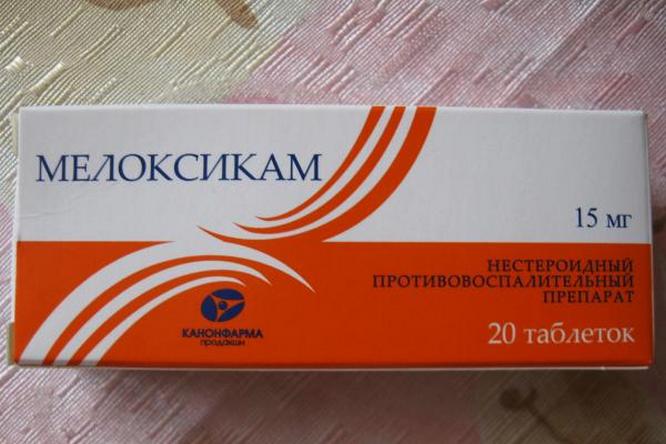 МЕЛОКСИКАМ
15 мг
НЕСТЕРОИДНЫЙ
ПРОТИВОВОСПАЛИТЕЛЬНЫЙ
ПРЕПАРАТ
КАНОНФАРМА
продакшн
20 таблеток